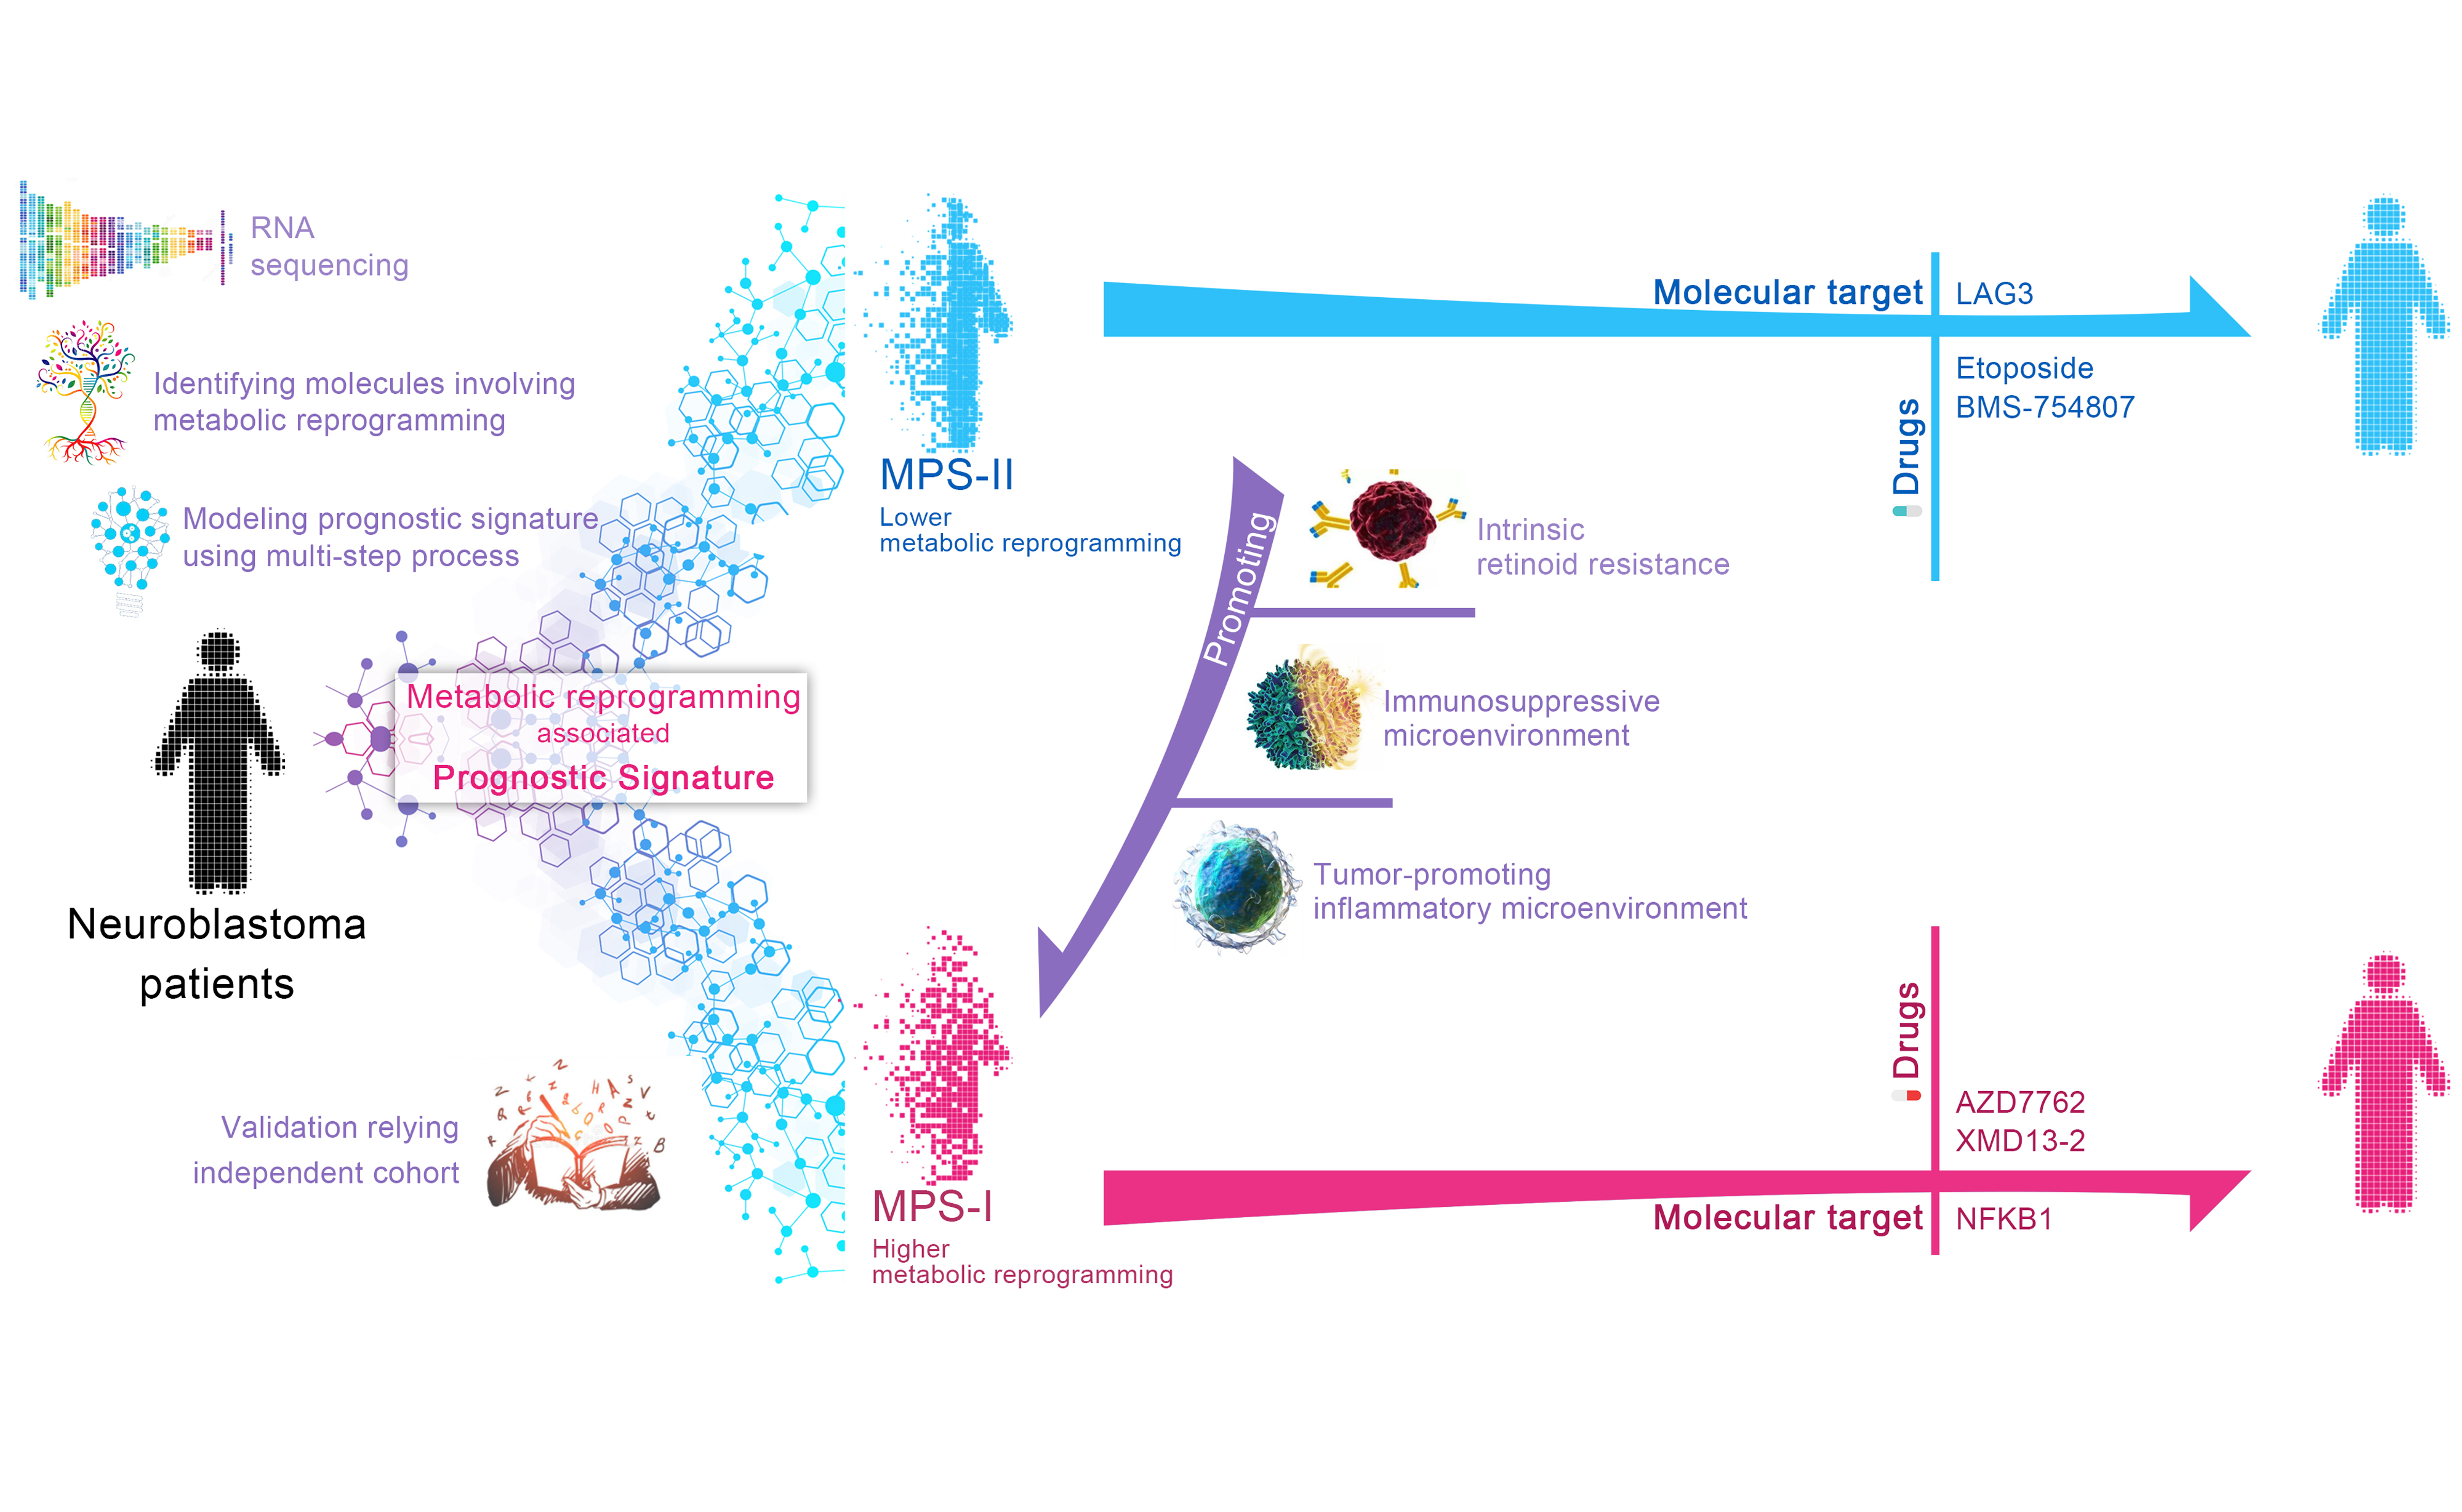 RNA
sequencing
Identifying molecules involving
metabolic reprogramming
Modeling prognostic signature
using multi-step process
Metabolic reprogramming
associated
Prognostic Signature
Neuroblastoma
patients
Validation relying
independent cohort
MPS-II
Lower
metabolic reprogramming
Promoting
Intrinsic
retinoid resistance
Immunosuppressive
microenvironment
Tumor-promoting
inflammatory microenvironment
MPS-I
Higher
metabolic reprogramming
Molecular target
LAG3
Drugs
Etoposide
BMS-754807
Drugs
AZD7762
XMD13-2
Molecular target
NFKB1